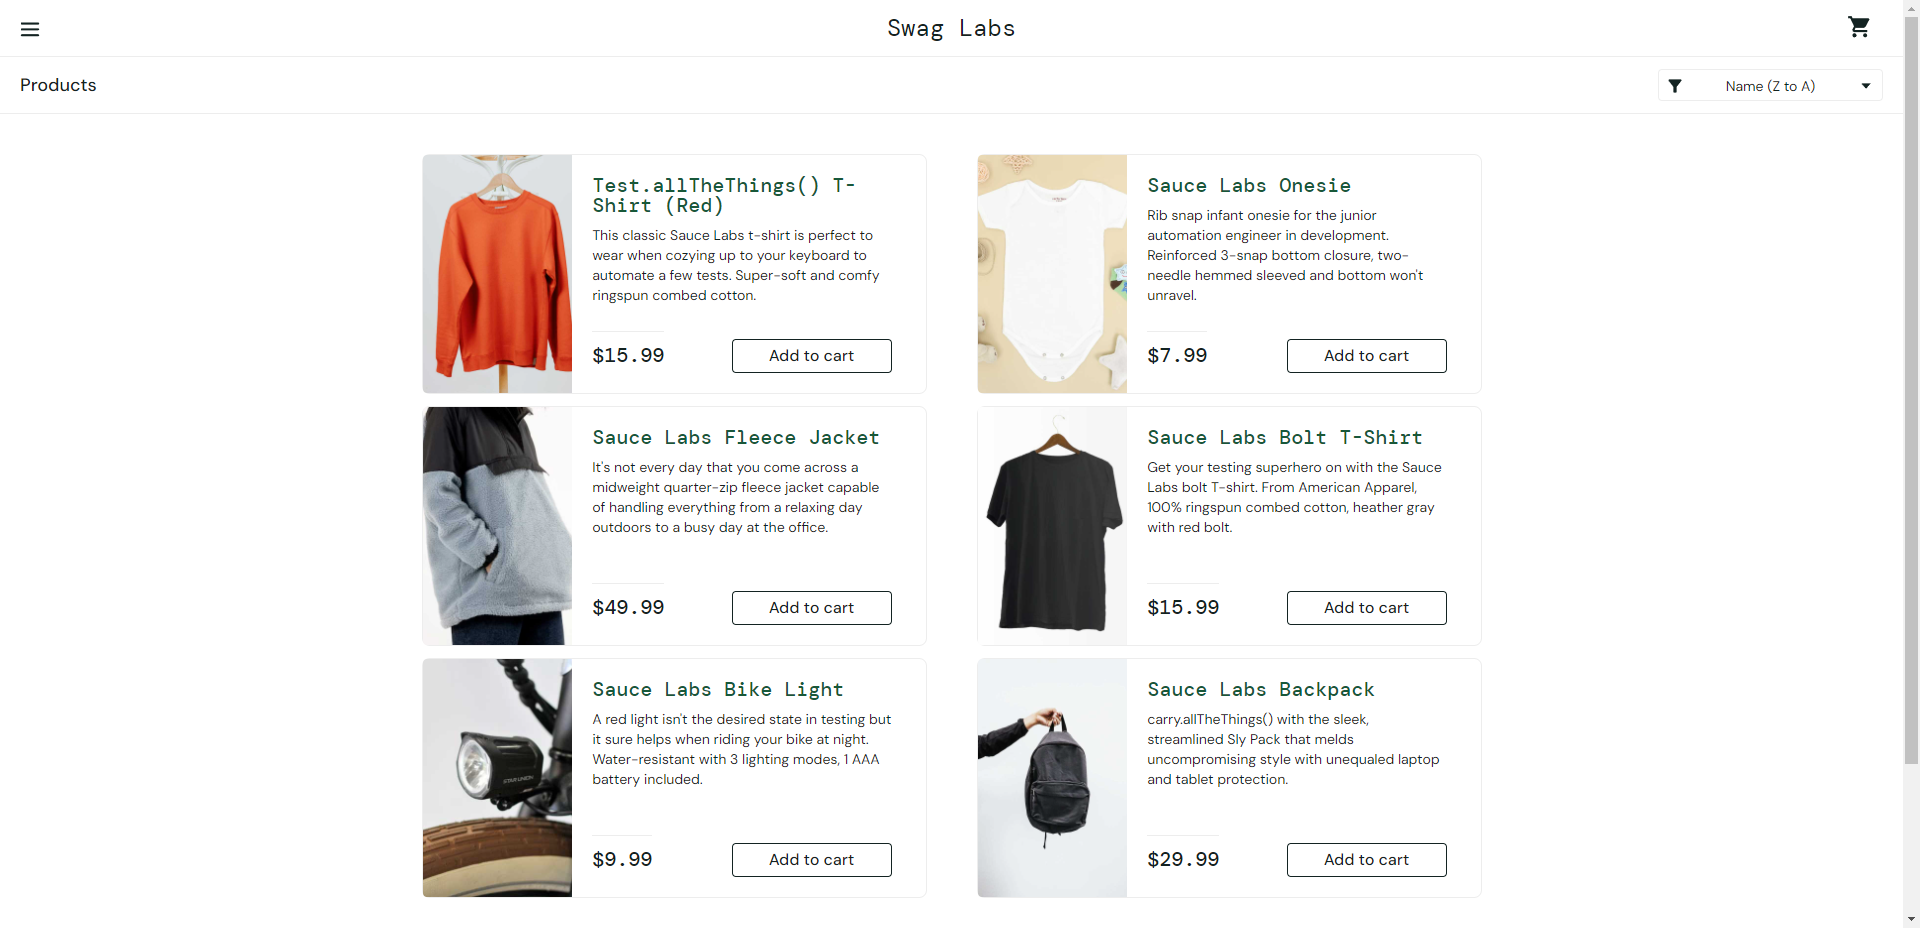 Swag Labs
Products
Name (Z to A)
Test.allTheThings() T-
Shirt (Red)
This classic Sauce Labs t-shirt is perfect to
wear when cozying up to your keyboard to
automate a few tests. Super-soft and comfy
ringspun combed cotton.
$15.99
Add to cart
Sauce Labs Onesie
Rib snap infant onesie for the junior
automation engineer in development.
Reinforced 3-snap bottom closure, two-
needle hemmed sleeved and bottom won't
unravel.
$7.99
Add to cart
Sauce Labs Fleece Jacket
It's not every day that you come across a
midweight quarter-zip fleece jacket capable
of handling everything from a relaxing day
outdoors to a busy day at the office.
$49.99
Add to cart
Sauce Labs Bolt T-Shirt
Get your testing superhero on with the Sauce
Labs bolt T-shirt. From American Apparel,
100% ringspun combed cotton, heather gray
with red bolt.
$15.99
Add to cart
Sauce Labs Bike Light
A red light isn't the desired state in testing but
it sure helps when riding your bike at night.
Water-resistant with 3 lighting modes, 1 AAA
battery included.
STAR UNION
$9.99
Add to cart
Sauce Labs Backpack
carry.allTheThings() with the sleek,
streamlined Sly Pack that melds
uncompromising style with unequaled laptop
and tablet protection.
$29.99
Add to cart